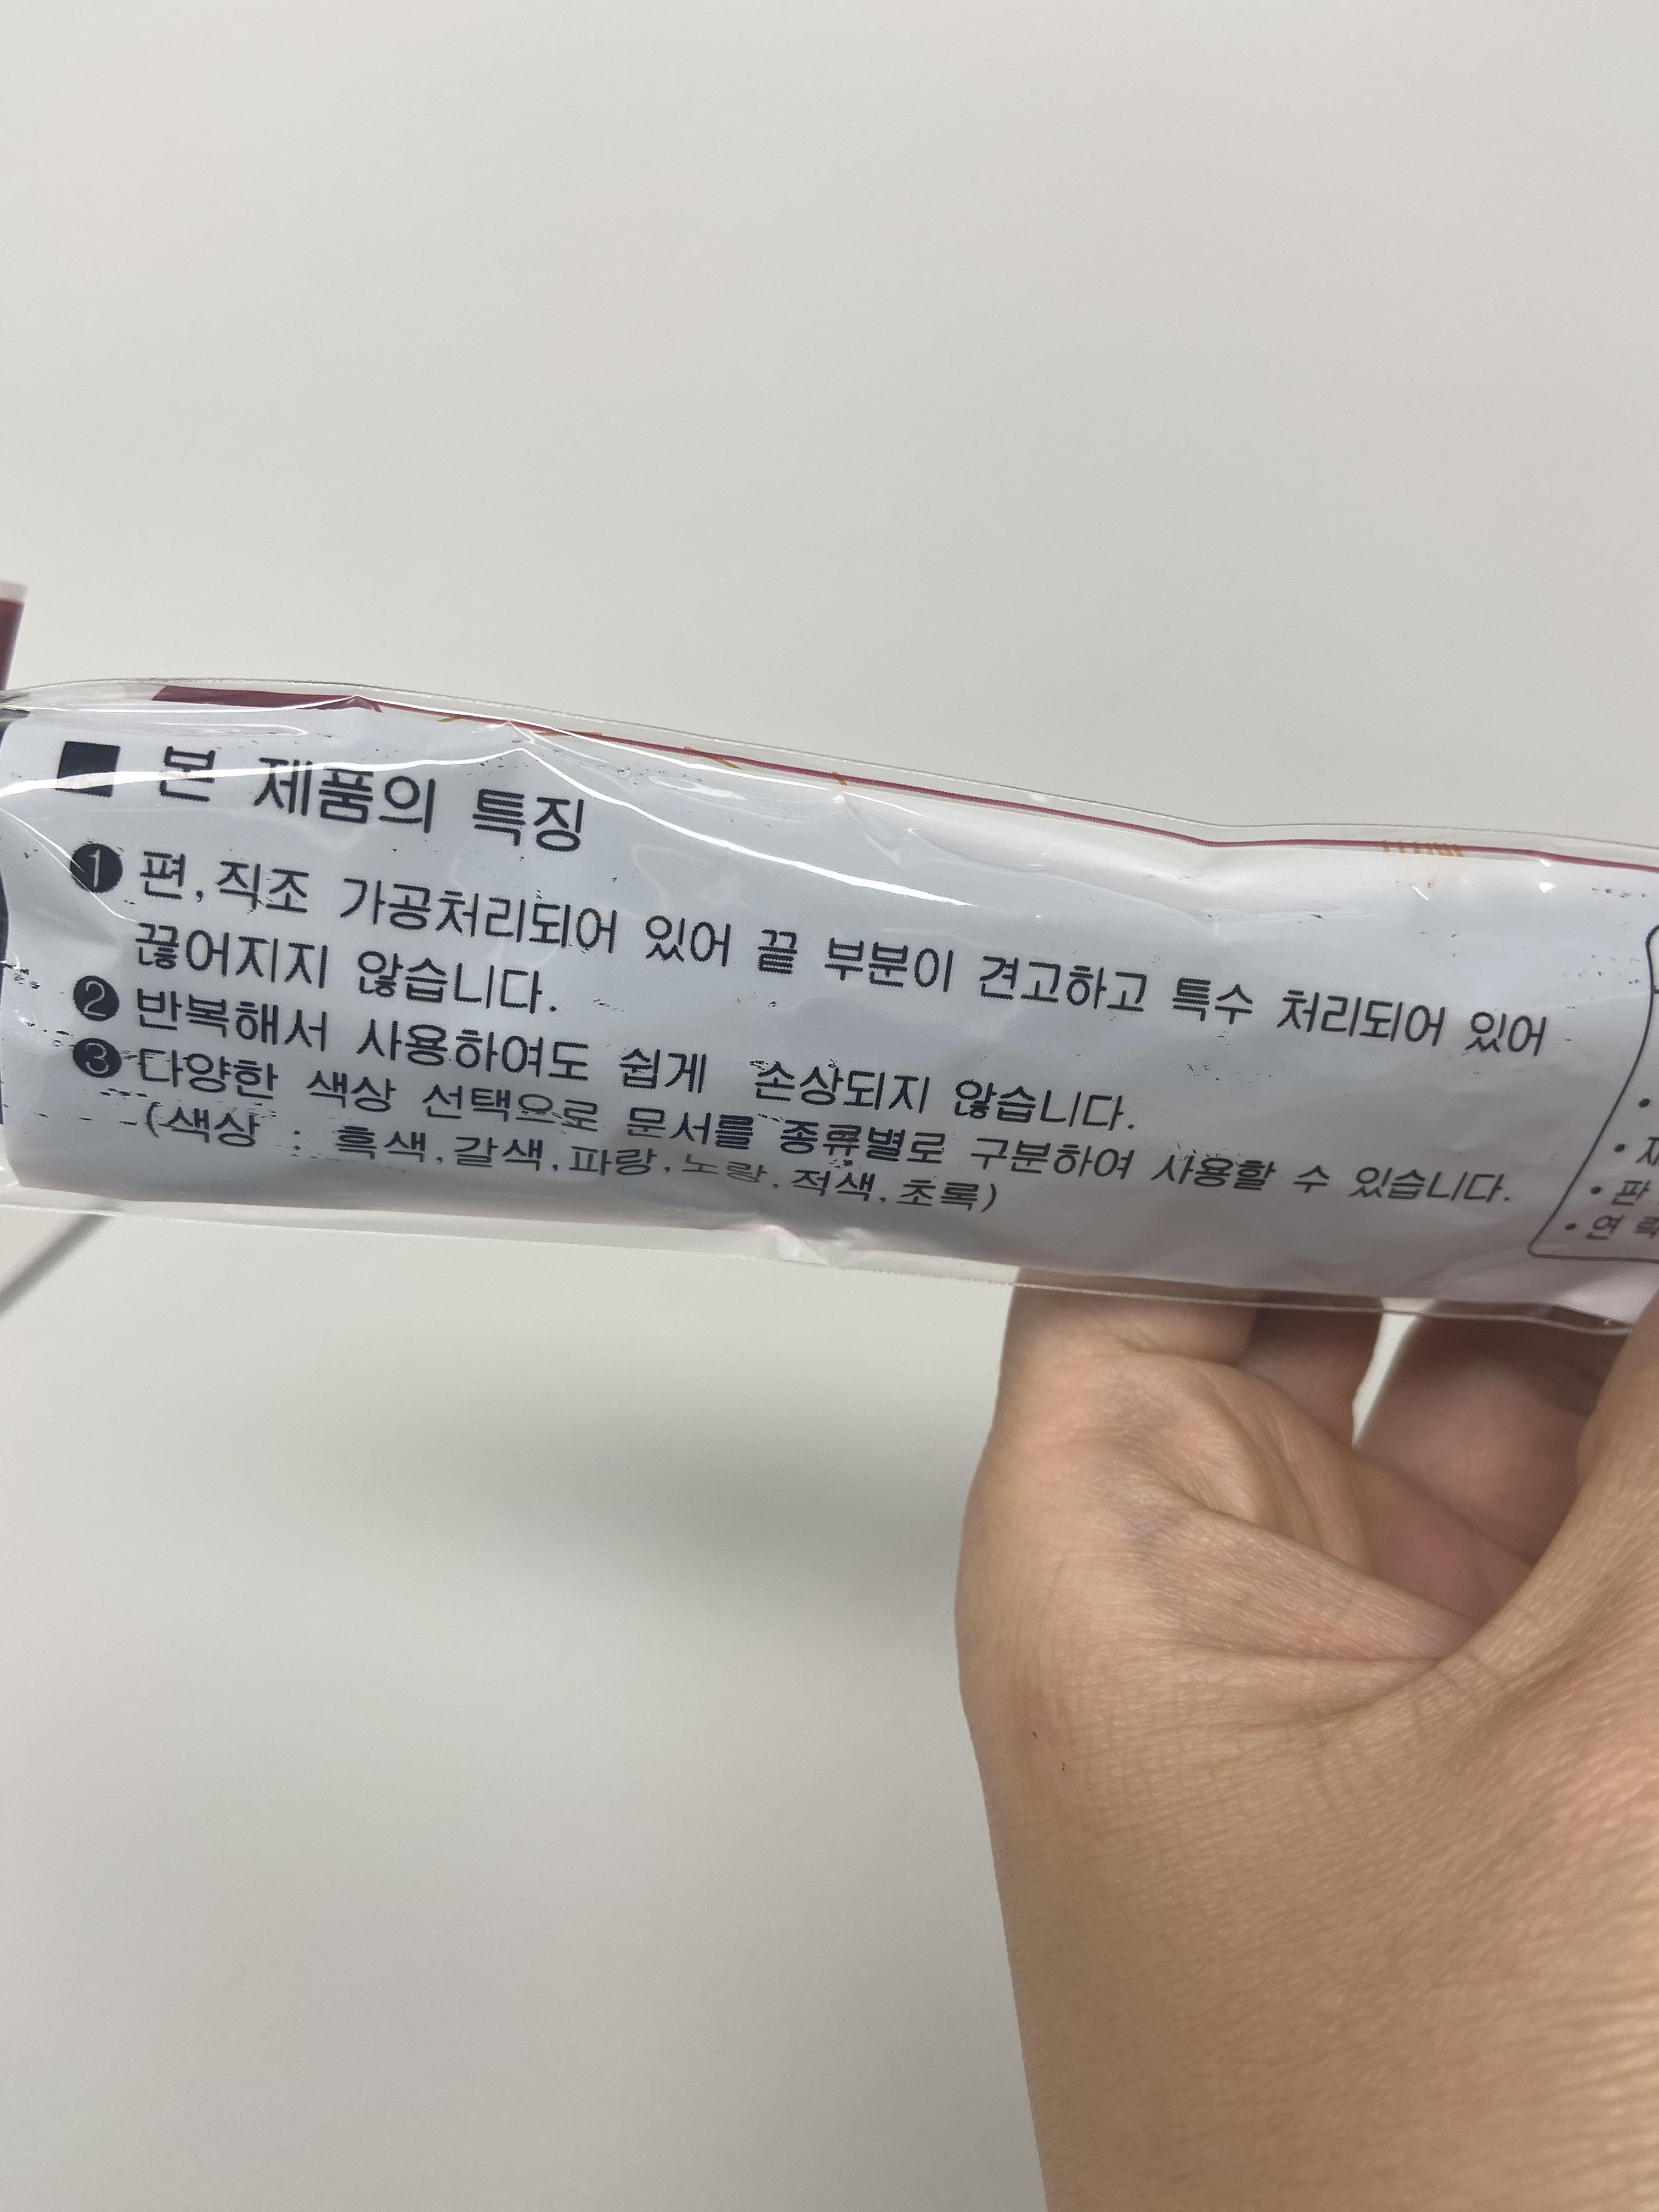 ■ 본 제품의 특징
❶ 편,직조 가공처리되어 있어 끝 부분이 견고하고 특수 처리되어 있어
끊어지지 않습니다.
❷ 반복해서 사용하여도 쉽게 손상되지 않습니다.
❸ 다양한 색상 선택으로 문서를 종류별로 구분하여 사용할 수 있습니다.
(색상 : 흑색,갈색,파랑,노랑,적색,초록)
• 
• 재
• 판
• 연 락